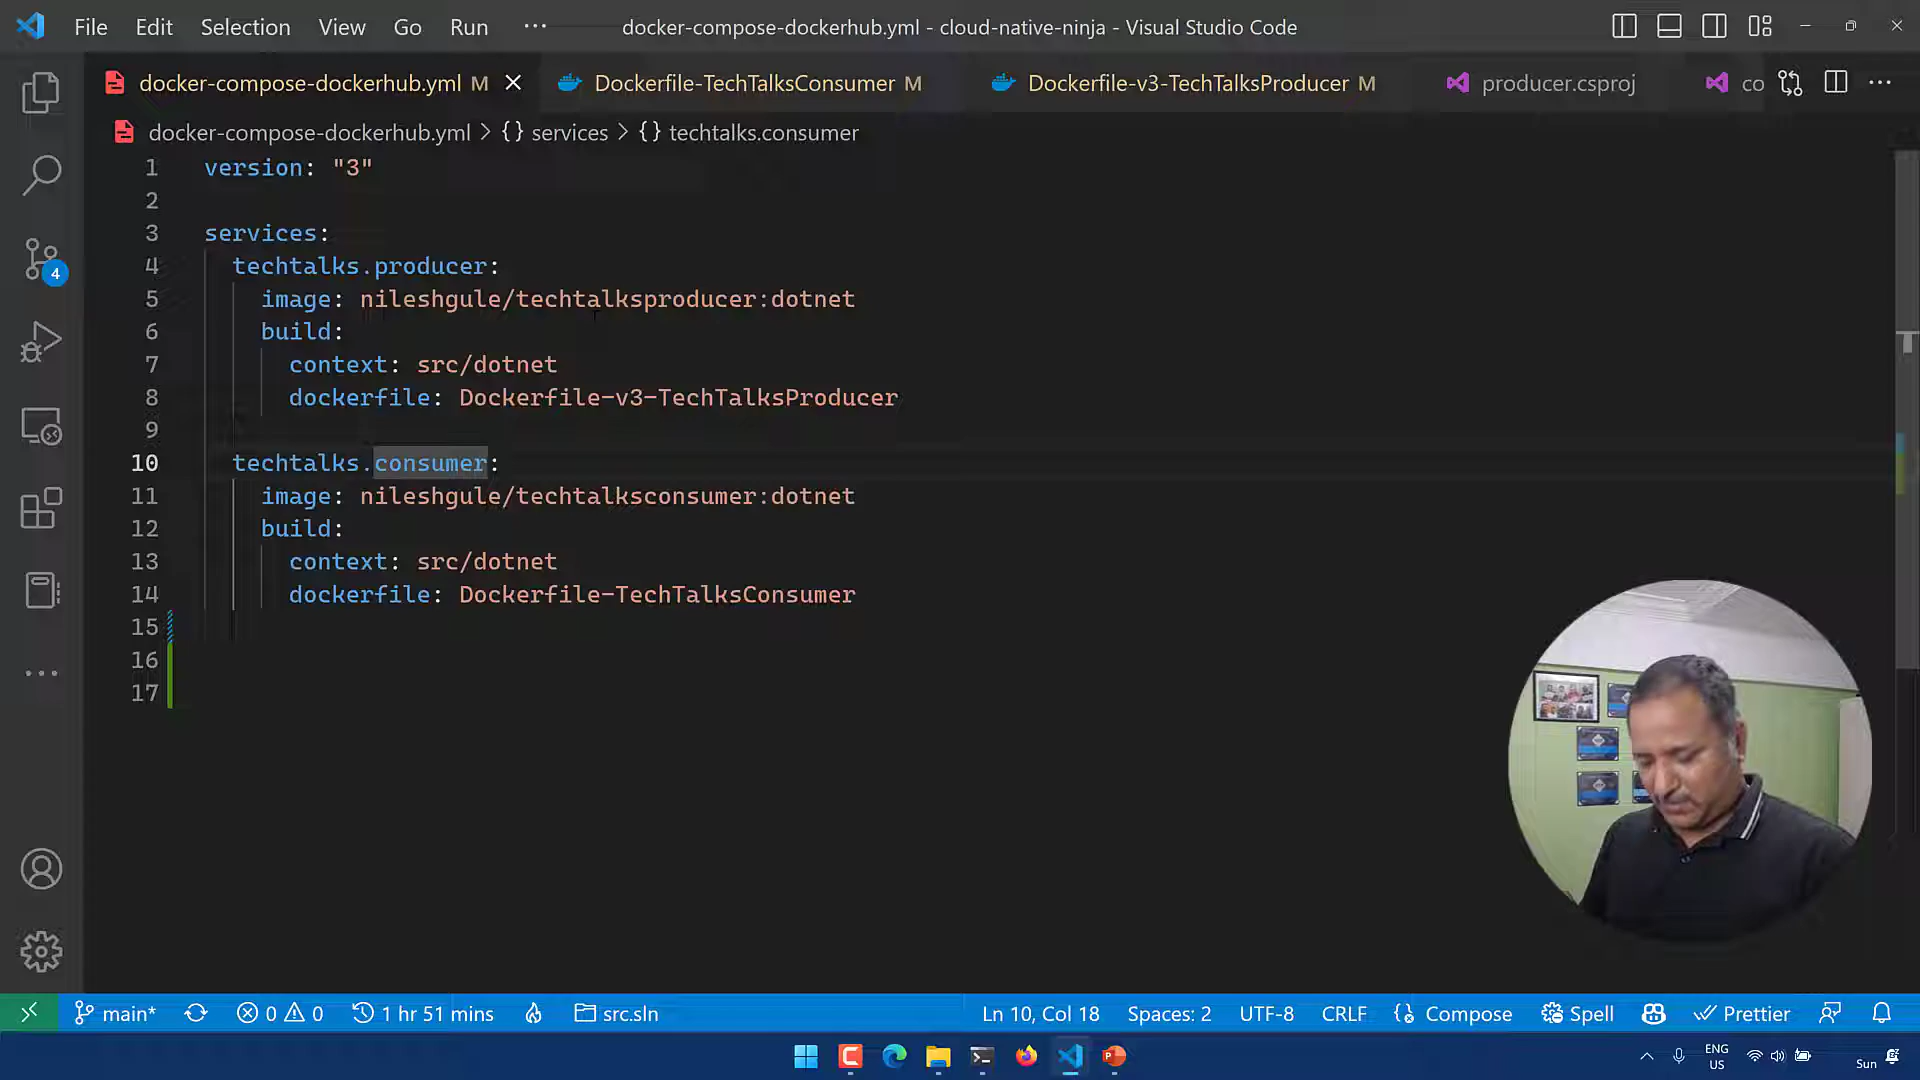 File Edit Selection View Go Run ··· docker-compose-dockerhub.yml - cloud-native-ninja - Visual Studio Code
docker-compose-dockerhub.yml M Dockerfile-TechTalksConsumer M Dockerfile-v3-TechTalksProducer M producer.csproj co
docker-compose-dockerhub.yml > {} services > {} techtalks.consumer
1 version: "3"
2
3 services:
4 techtalks.producer:
5 image: nileshgule/techtalksproducer:dotnet
6 build:
7 context: src/dotnet
8 dockerfile: Dockerfile-v3-TechTalksProducer
9
10 techtalks.consumer:
11 image: nileshgule/techtalksconsumer:dotnet
12 build:
13 context: src/dotnet
14 dockerfile: Dockerfile-TechTalksConsumer
15
16
17
4
main* 0 0 1 hr 51 mins src.sln Ln 10, Col 18 Spaces: 2 UTF-8 CRLF {} Compose Spell Prettier
ENG
US
Sun